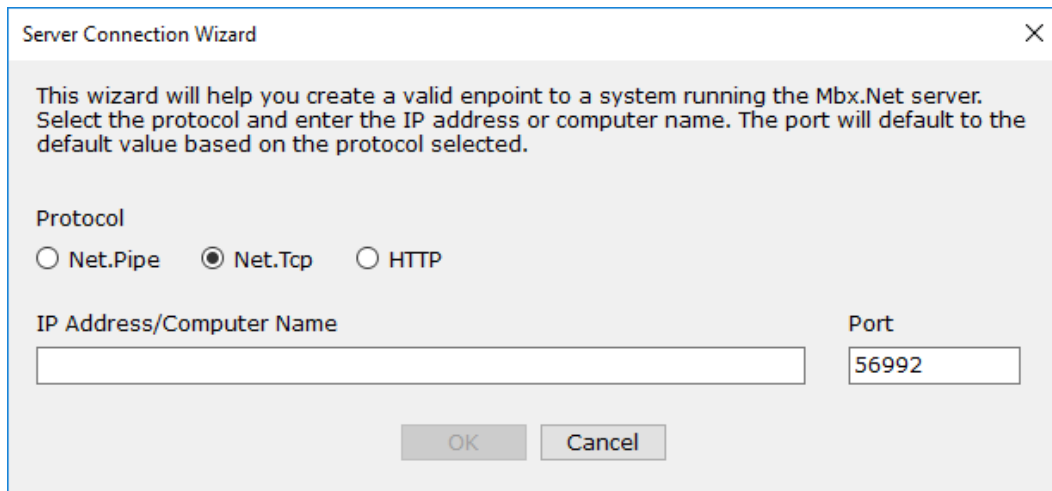 Server Connection Wizard
This wizard will help you create a valid enpoint to a system running the Mbx.Net server.
Select the protocol and enter the IP address or computer name. The port will default to the
default value based on the protocol selected.
Protocol
Net.Pipe Net.Tcp HTTP
IP Address/Computer Name Port
56992
OK Cancel